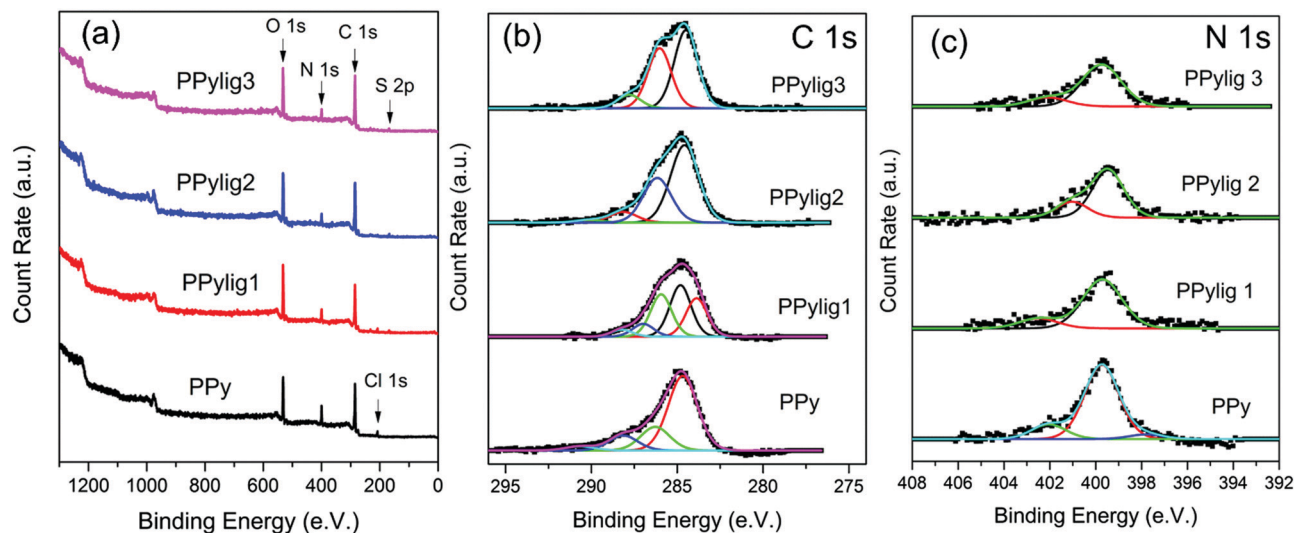 (a)
O 1s
C 1s
N 1s
S 2p
PPylig3
PPylig2
PPylig1
Cl 1s
PPy
Count Rate (a.u.)
1200 1000 800 600 400 200 0
Binding Energy (e.V.)
(b)
C 1s
PPylig3
PPylig2
PPylig1
PPy
Count Rate (a.u.)
295 290 285 280 275
Binding Energy (e.V.)
(c)
N 1s
PPylig 3
PPylig 2
PPylig 1
PPy
Count Rate (a.u.)
408 406 404 402 400 398 396 394 392
Binding Energy (e.V.)